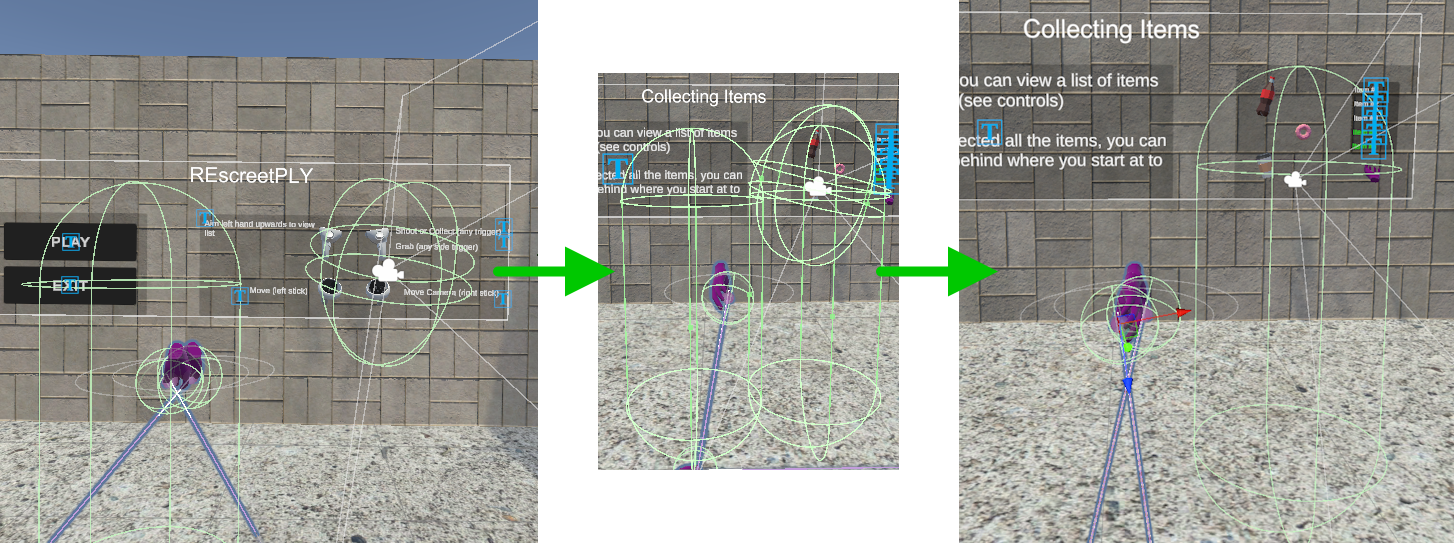 REscreetPLY
PLAY
EXIT
Aim left hand upwards to view
list
Move (left stick)
Shoot or Collect (any trigger)
Grab (any side trigger)
Move Camera (right stick)
Collecting Items
ou can view a list of items
(see controls)
ected all the items, you can
ehind where you start at to
Collecting Items
ou can view a list of items
(see controls)
ected all the items, you can
ehind where you start at to